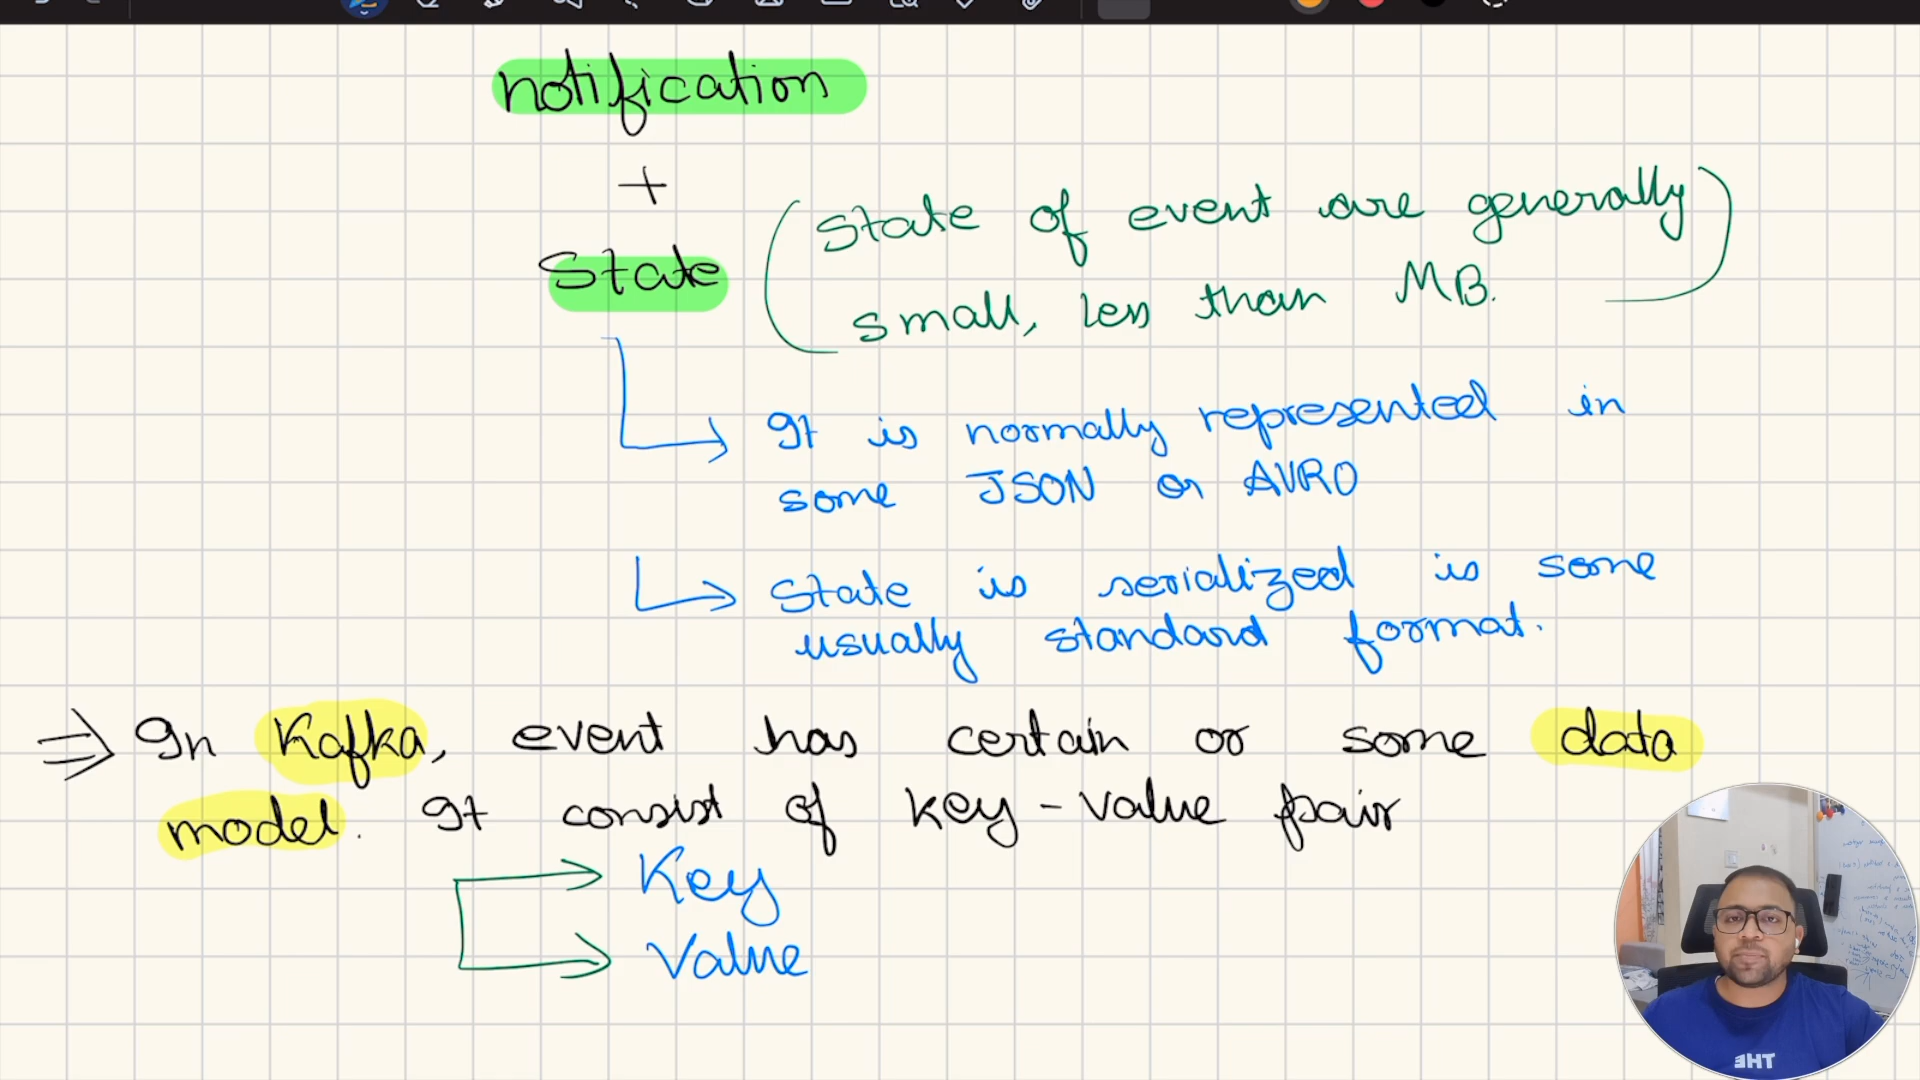 notification
+
State
(State of event are generally
small, less than MB.)
It is normally represented in
some JSON or AVRO
State is serialized is some
usually standard format.
⇒ In Kafka, event has certain or some data
model. It consist of key-value pair
Key
Value
THE